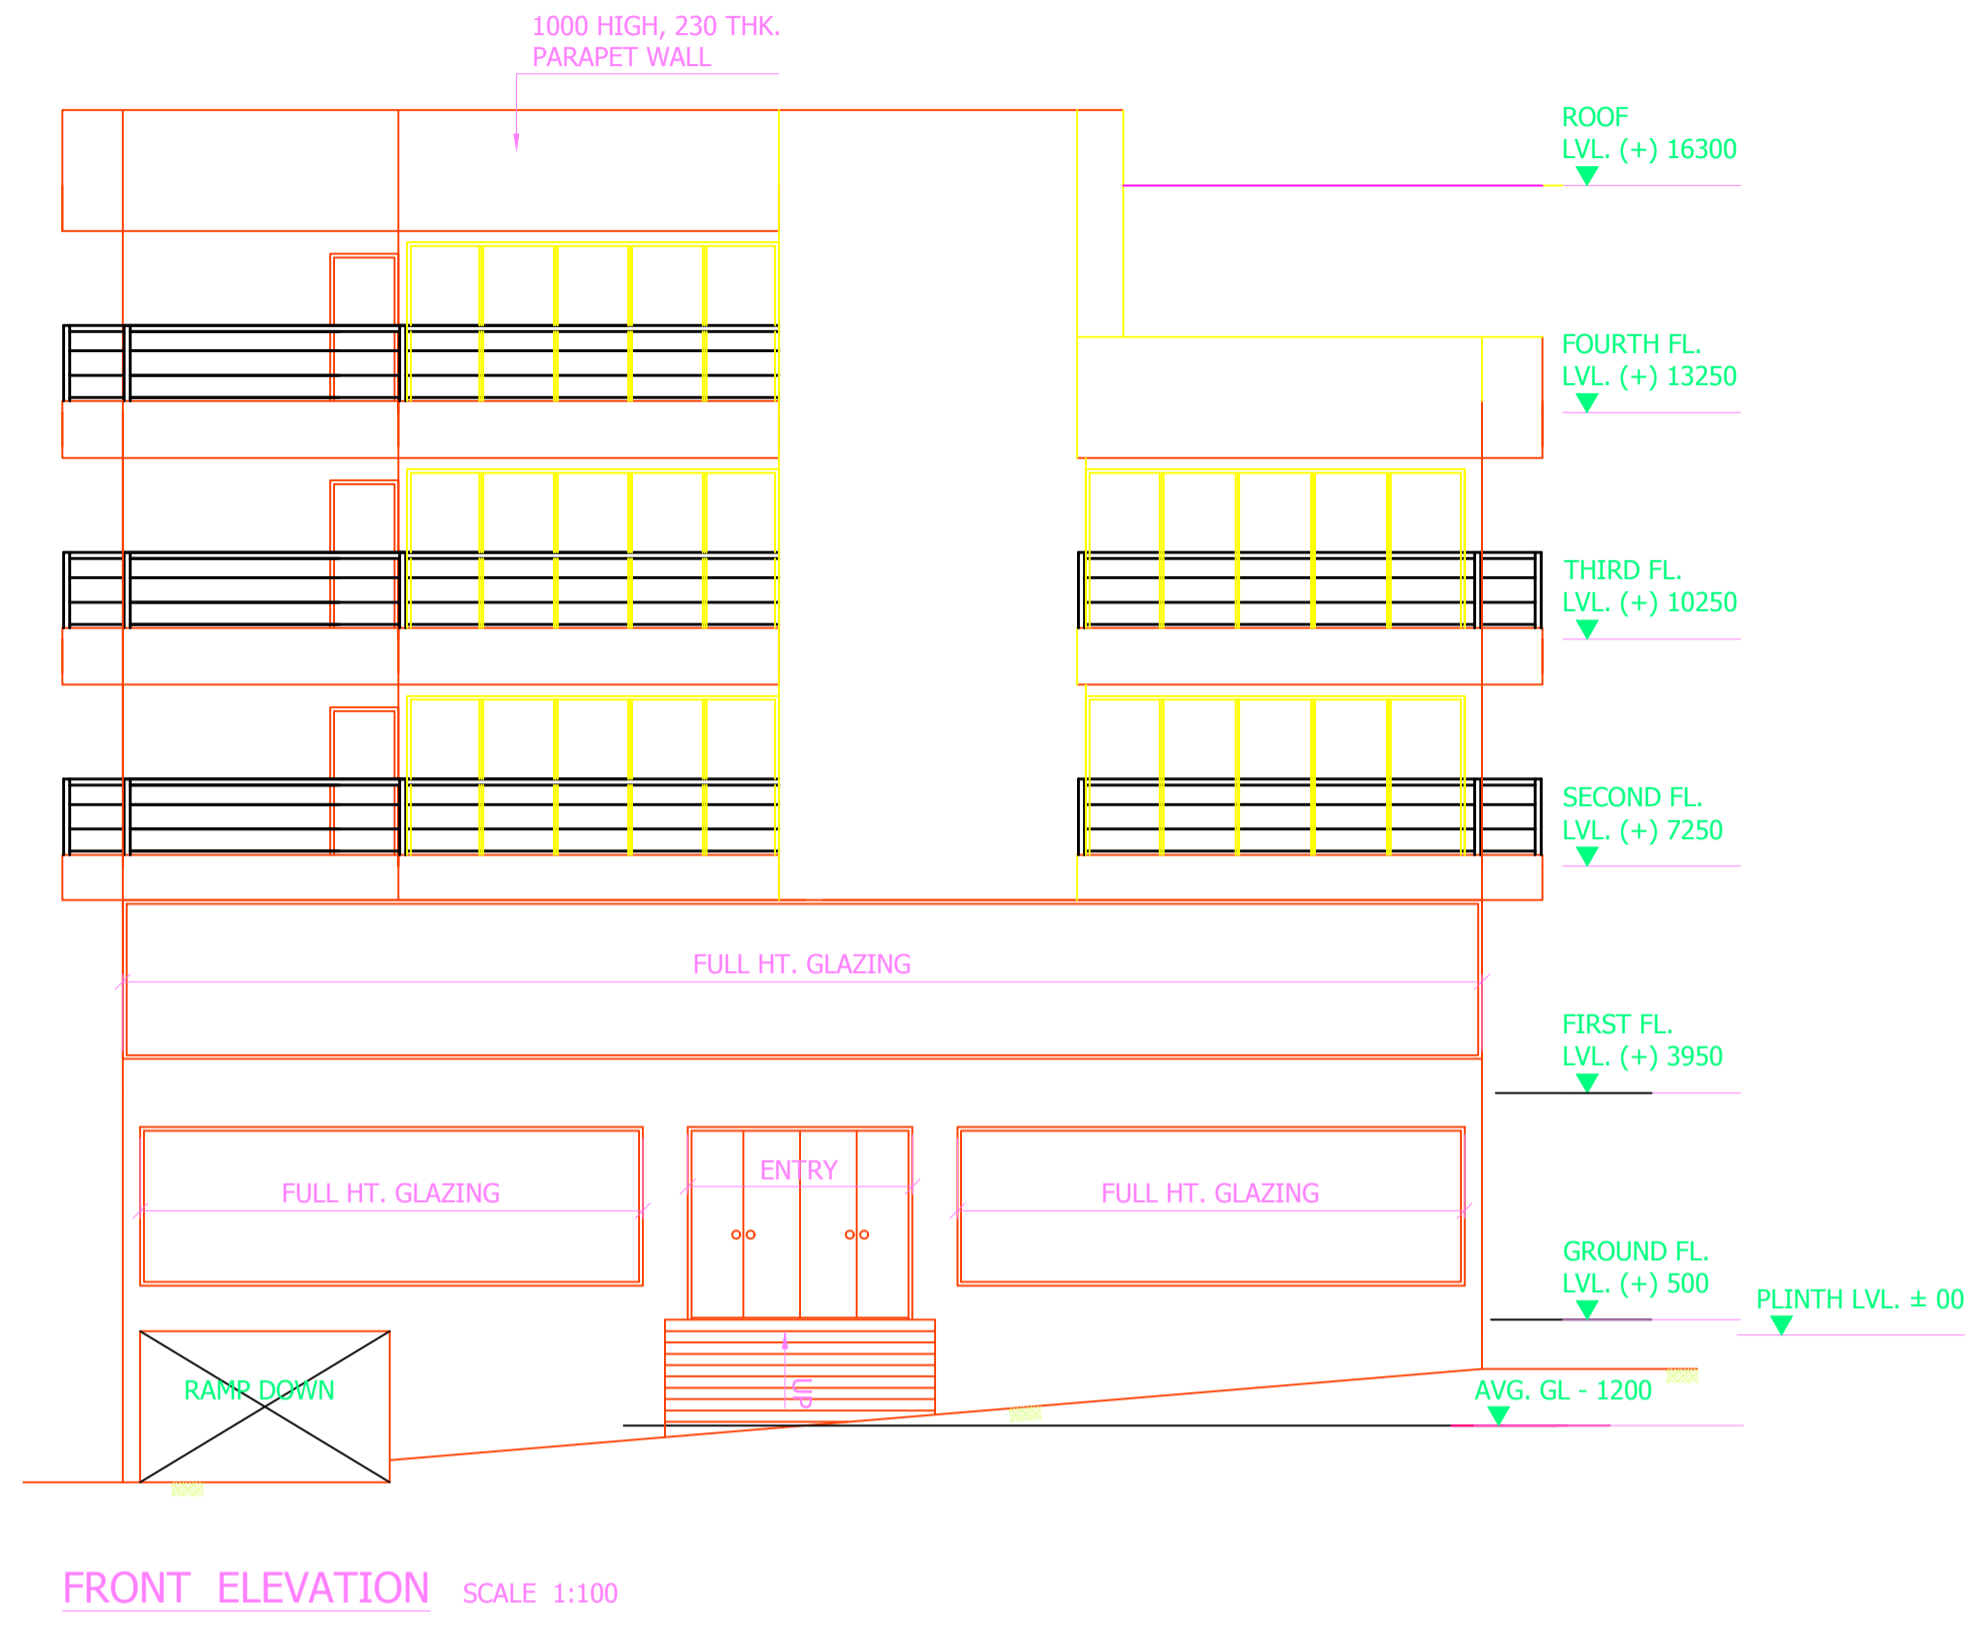 1000 HIGH, 230 THK.
PARAPET WALL
ROOF
LVL. (+) 16300
FOURTH FL.
LVL. (+) 13250
THIRD FL.
LVL. (+) 10250
SECOND FL.
LVL. (+) 7250
FULL HT. GLAZING
FIRST FL.
LVL. (+) 3950
ENTRY
FULL HT. GLAZING
FULL HT. GLAZING
GROUND FL.
LVL. (+) 500
PLINTH LVL. ± 00
RAMP DOWN
UP
AVG. GL - 1200
FRONT ELEVATION
SCALE 1:100